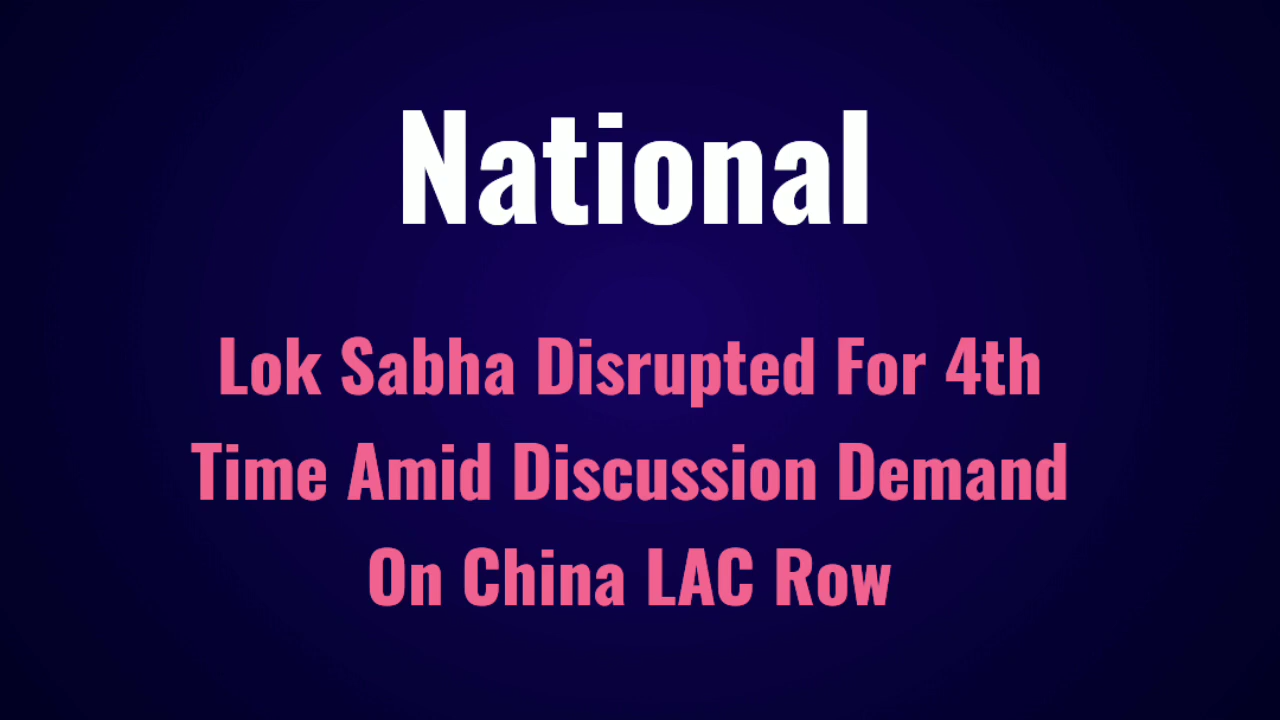 National
Lok Sabha Disrupted For 4th
Time Amid Discussion Demand
On China LAC Row